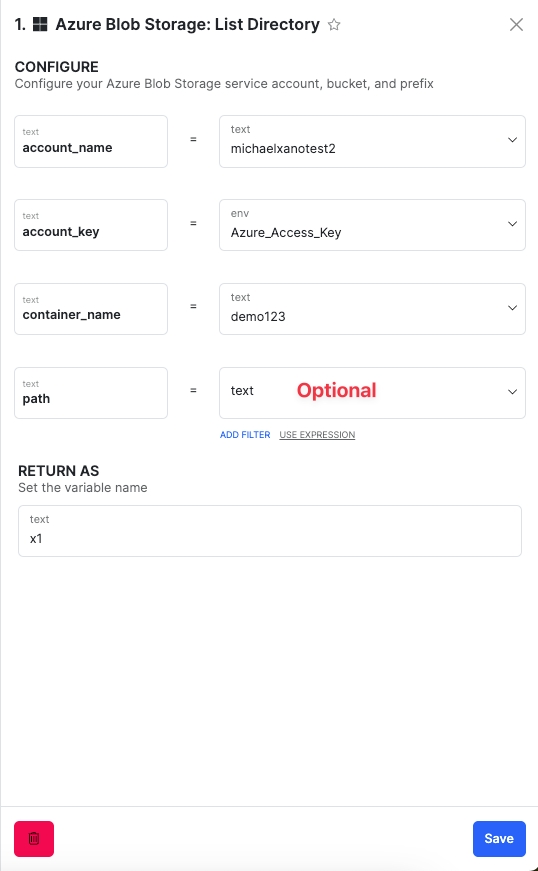 1. Azure Blob Storage: List Directory
CONFIGURE
Configure your Azure Blob Storage service account, bucket, and prefix
text
account_name
=
text
michaelxanotest2
text
account_key
=
env
Azure_Access_Key
text
container_name
=
text
demo123
text
path
=
text
Optional
ADD FILTER USE EXPRESSION
RETURN AS
Set the variable name
text
x1
Save